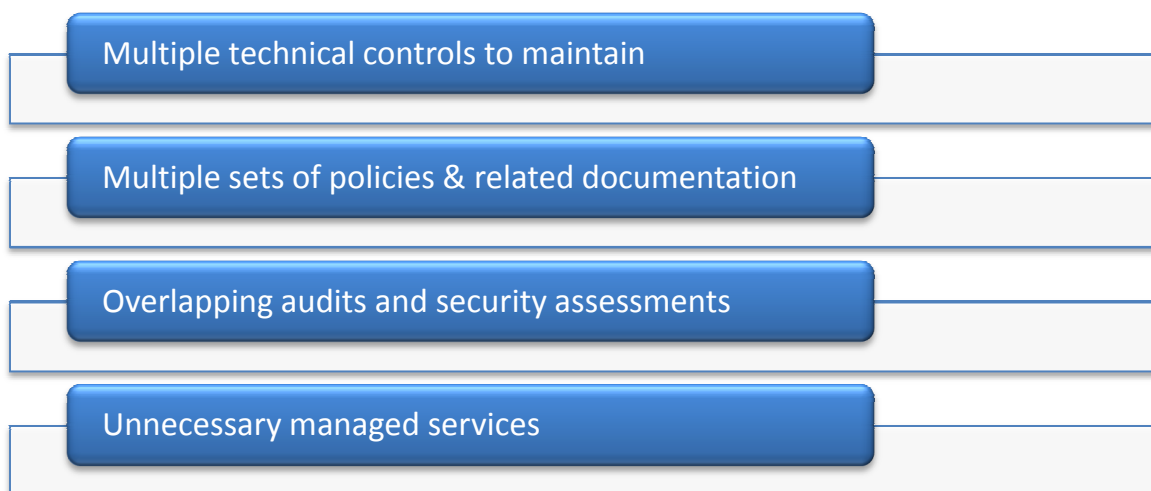 Multiple technical controls to maintain
Multiple sets of policies & related documentation
Overlapping audits and security assessments
Unnecessary managed services